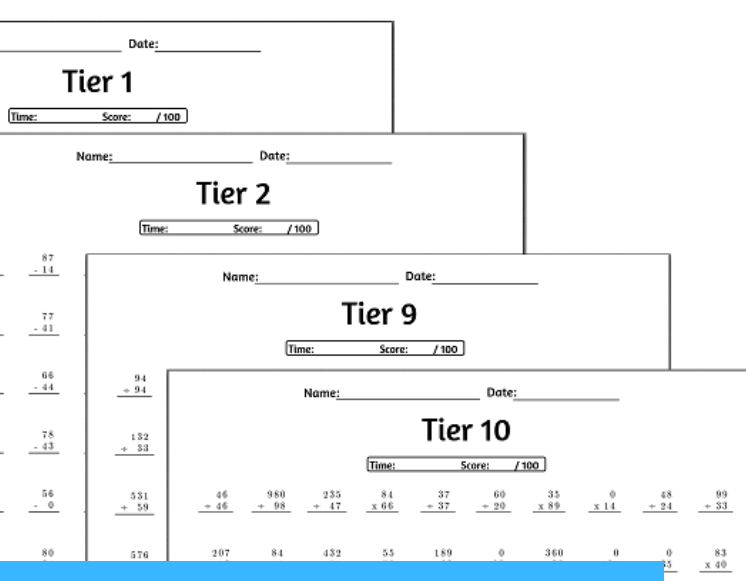 Date:
Tier 1
Time: Score: / 100
Name: Date:
Tier 2
Time: Score: / 100
87
- 14
77
- 41
66
- 44
78
- 43
56
- 0
80
Name: Date:
Tier 9
Time: Score: / 100
94
÷ 94
132
÷ 33
531
÷ 59
576
Name: Date:
Tier 10
Time: Score: / 100
46 980 235 84 37 60 35 0 48 99
÷ 46 ÷ 98 ÷ 47 x 66 ÷ 37 ÷ 20 x 89 x 14 ÷ 24 ÷ 33
207 84 432 55 189 0 360 0 0 83
x 40